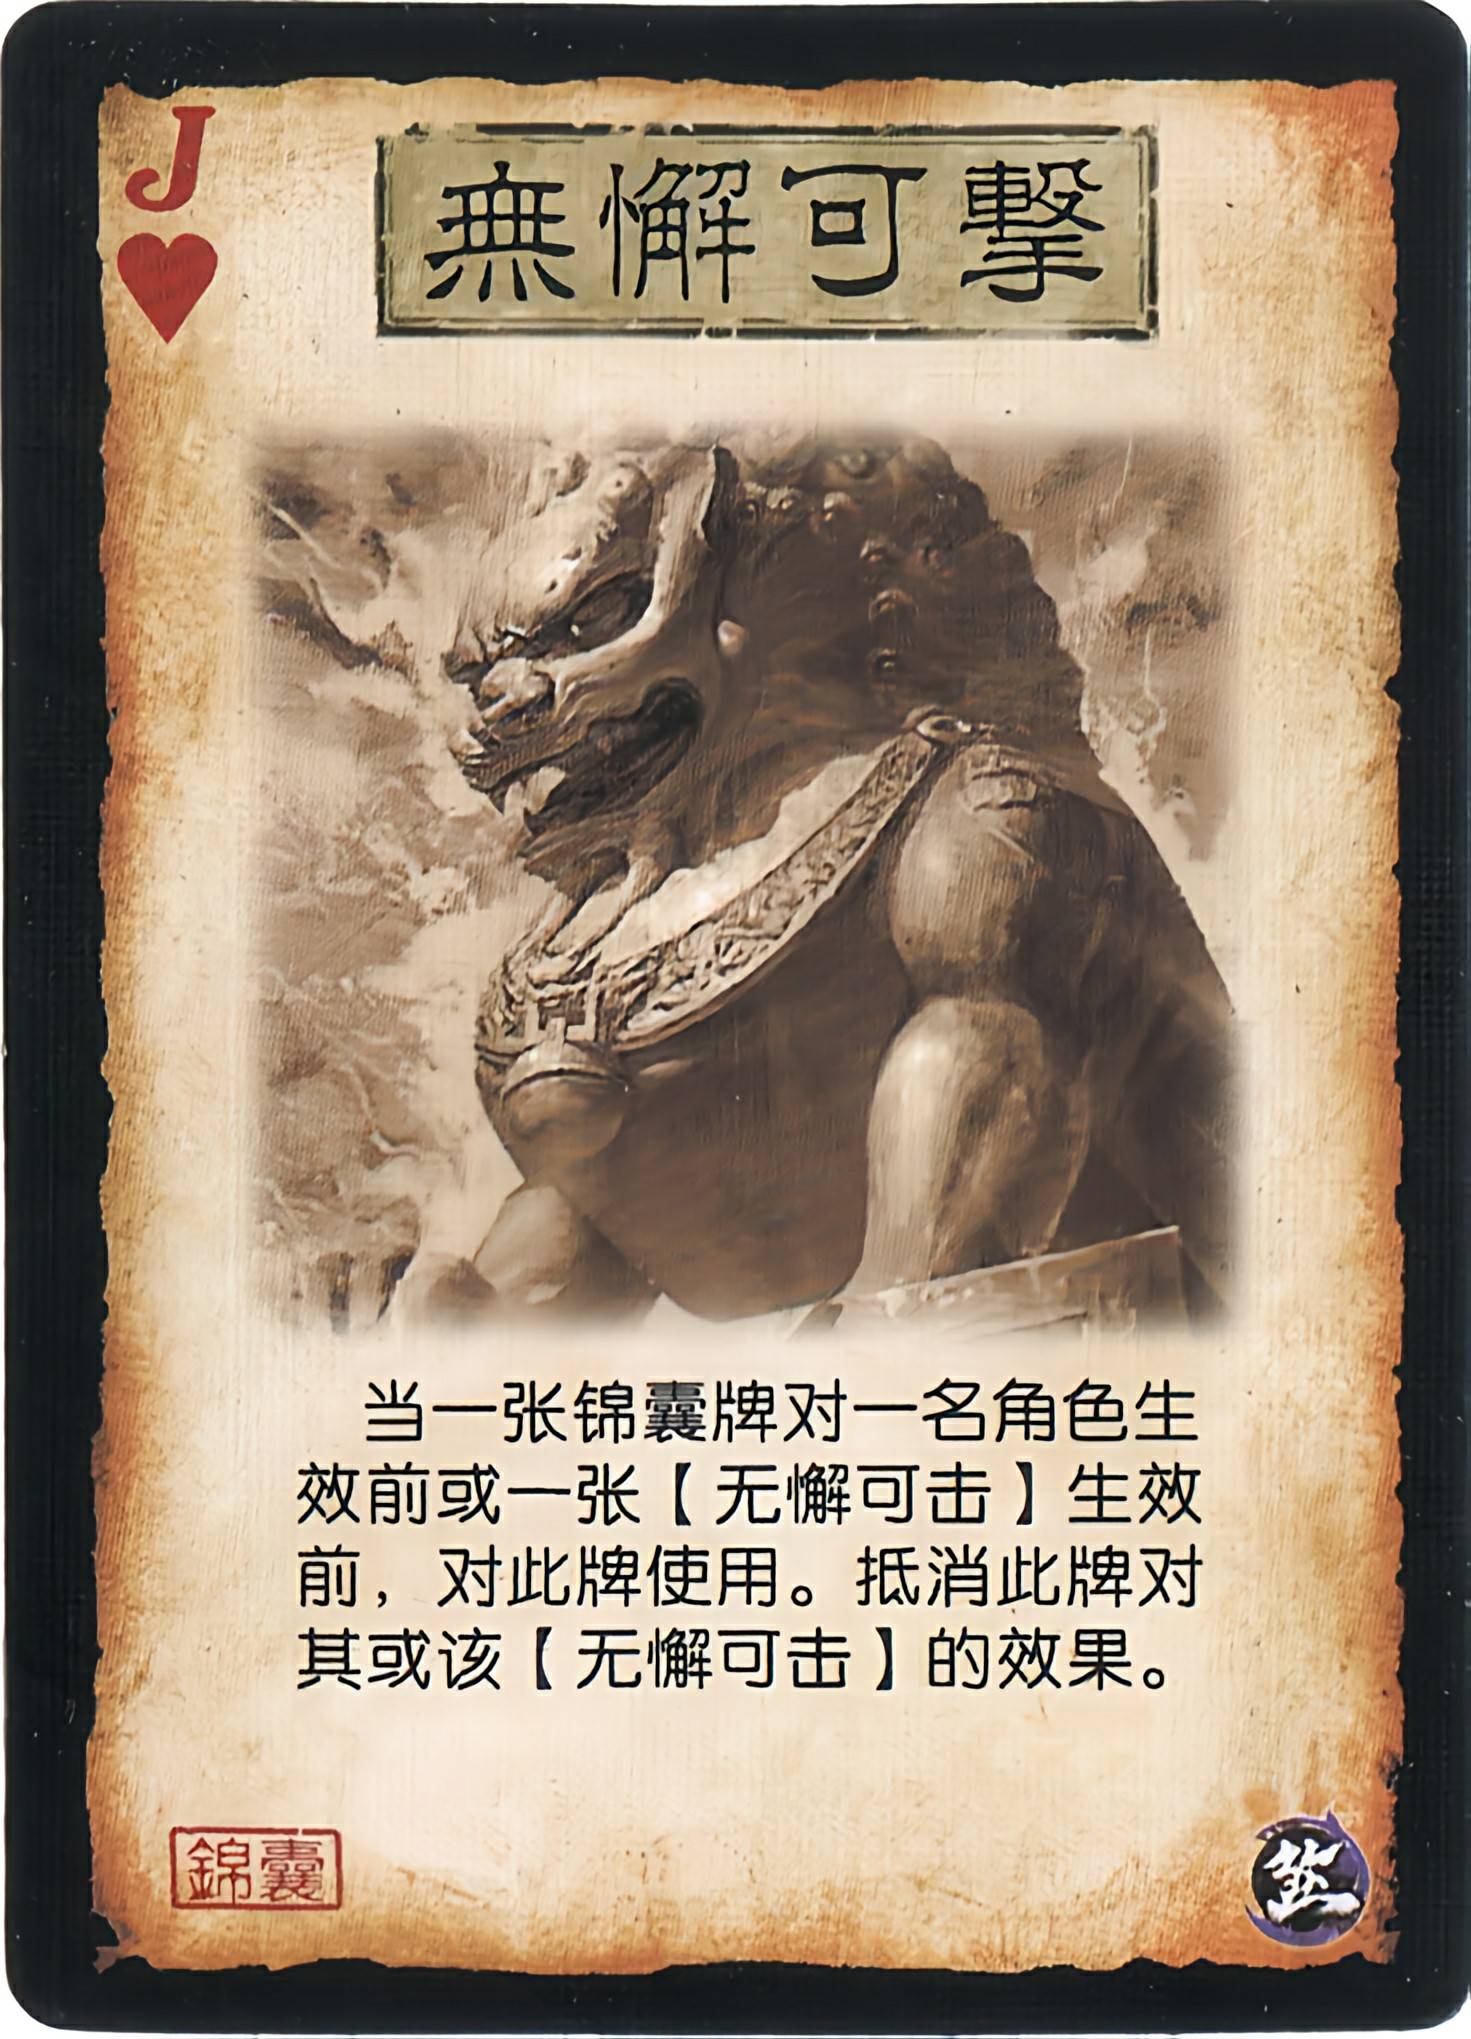 J
無懈可擊
当一张锦囊牌对一名角色生
效前或一张【无懈可击】生效
前，对此牌使用。抵消此牌对
其或该【无懈可击】的效果。
錦囊